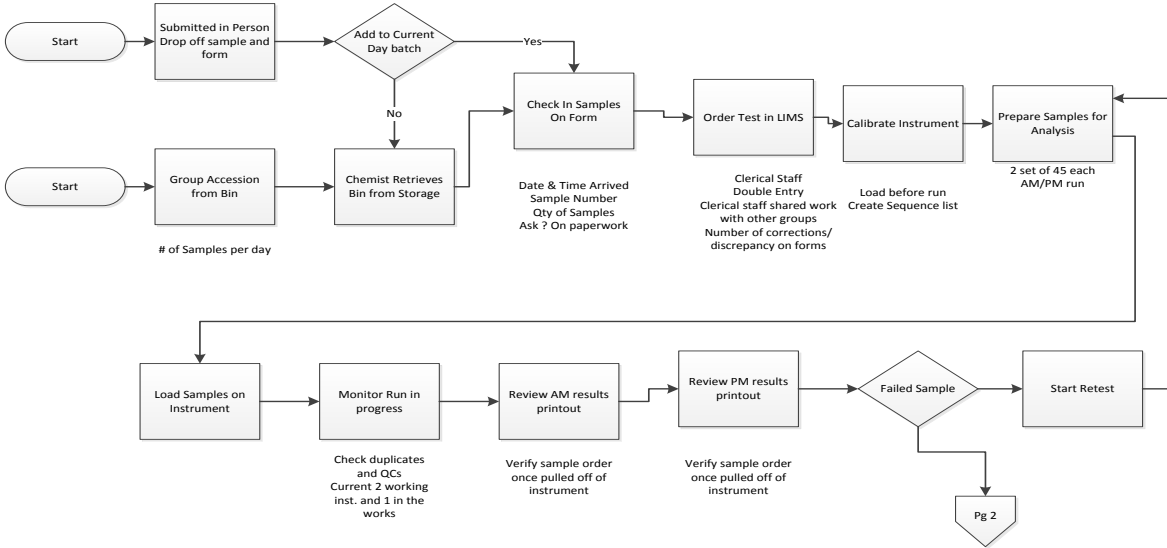 Start
Submitted in Person
Drop off sample and
form
Add to Current
Day batch
Yes
No
Start
Group Accession
from Bin
# of Samples per day
Chemist Retrieves
Bin from Storage
Check In Samples
On Form
Date & Time Arrived
Sample Number
Qty of Samples
Ask ? On paperwork
Order Test in LIMS
Clerical Staff
Double Entry
Clerical staff shared work
with other groups
Number of corrections/
discrepancy on forms
Calibrate Instrument
Load before run
Create Sequence list
Prepare Samples for
Analysis
2 set of 45 each
AM/PM run
Load Samples on
Instrument
Monitor Run in
progress
Check duplicates
and QCs
Current 2 working
inst. and 1 in the
works
Review AM results
printout
Verify sample order
once pulled off of
instrument
Review PM results
printout
Verify sample order
once pulled off of
instrument
Failed Sample
Start Retest
Pg 2